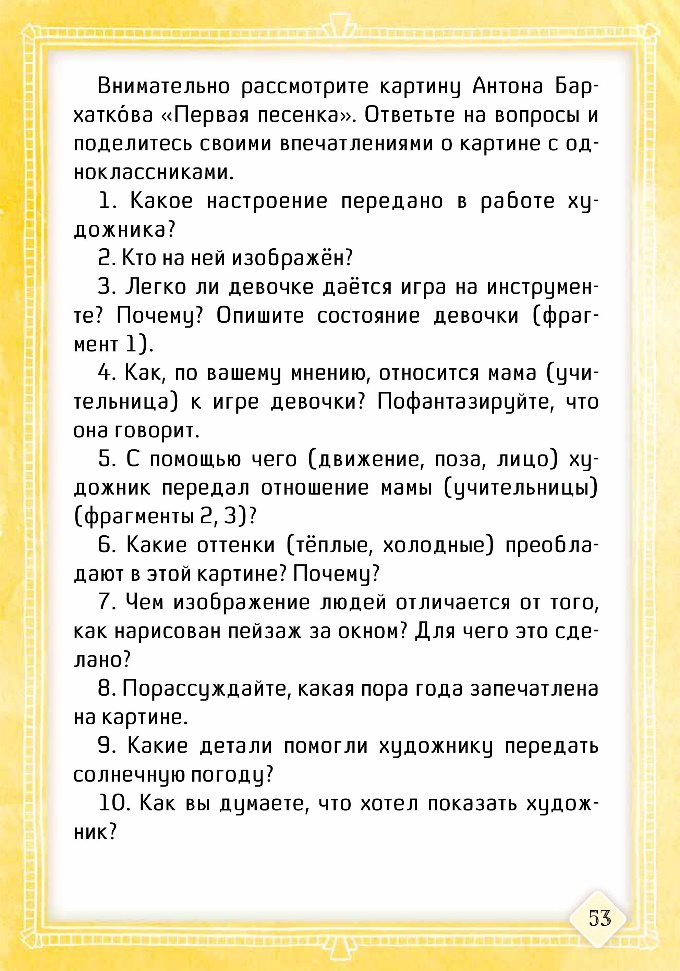 Внимательно рассмотрите картину Антона Бар-
хатко́ва «Первая песенка». Ответьте на вопросы и
поделитесь своими впечатлениями о картине с од-
ноклассниками.
1. Какое настроение передано в работе ху-
дожника?
2. Кто на ней изображён?
3. Легко ли девочке даётся игра на инструмен-
те? Почему? Опишите состояние девочки (фраг-
мент 1).
4. Как, по вашему мнению, относится мама (учи-
тельница) к игре девочки? Пофантазируйте, что
она говорит.
5. С помощью чего (движение, поза, лицо) ху-
дожник передал отношение мамы (учительницы)
(фрагменты 2, 3)?
6. Какие оттенки (тёплые, холодные) преобла-
дают в этой картине? Почему?
7. Чем изображение людей отличается от того,
как нарисован пейзаж за окном? Для чего это сде-
лано?
8. Порассуждайте, какая пора года запечатлена
на картине.
9. Какие детали помогли художнику передать
солнечную погоду?
10. Как вы думаете, что хотел показать худож-
ник?
53